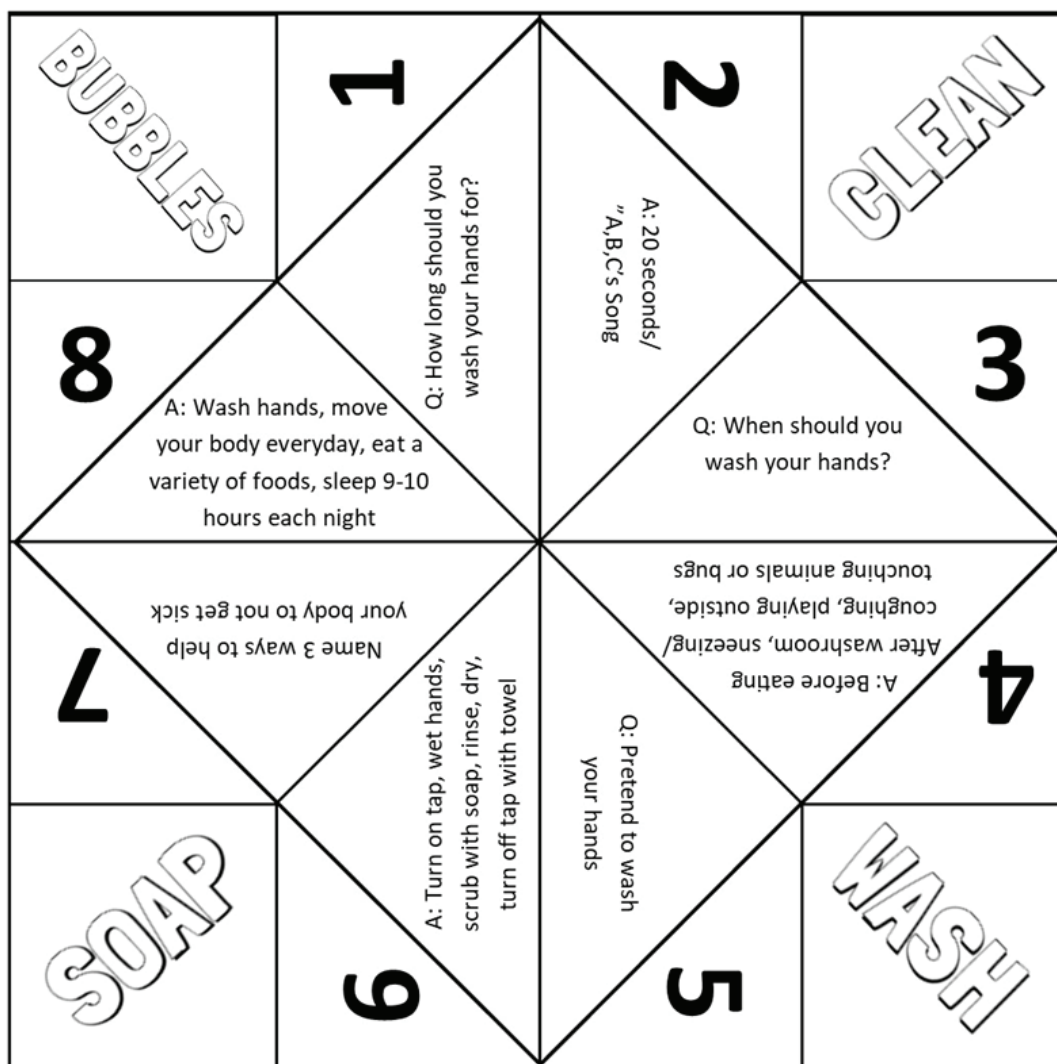 BUBBLES
1
2
CLEAN
Q: How long should you
wash your hands for?
A: 20 seconds/
"A,B,C's Song
8
3
A: Wash hands, move
your body everyday, eat a
variety of foods, sleep 9-10
hours each night
Q: When should you
wash your hands?
7
Name 3 ways to help
your body to not get sick
A: Before eating
After washroom, sneezing/
coughing, playing outside,
touching animals or bugs
4
A: Turn on tap, wet hands,
scrub with soap, rinse, dry,
turn off tap with towel
Q: Pretend to wash
your hands
SOAP
6
5
WASH